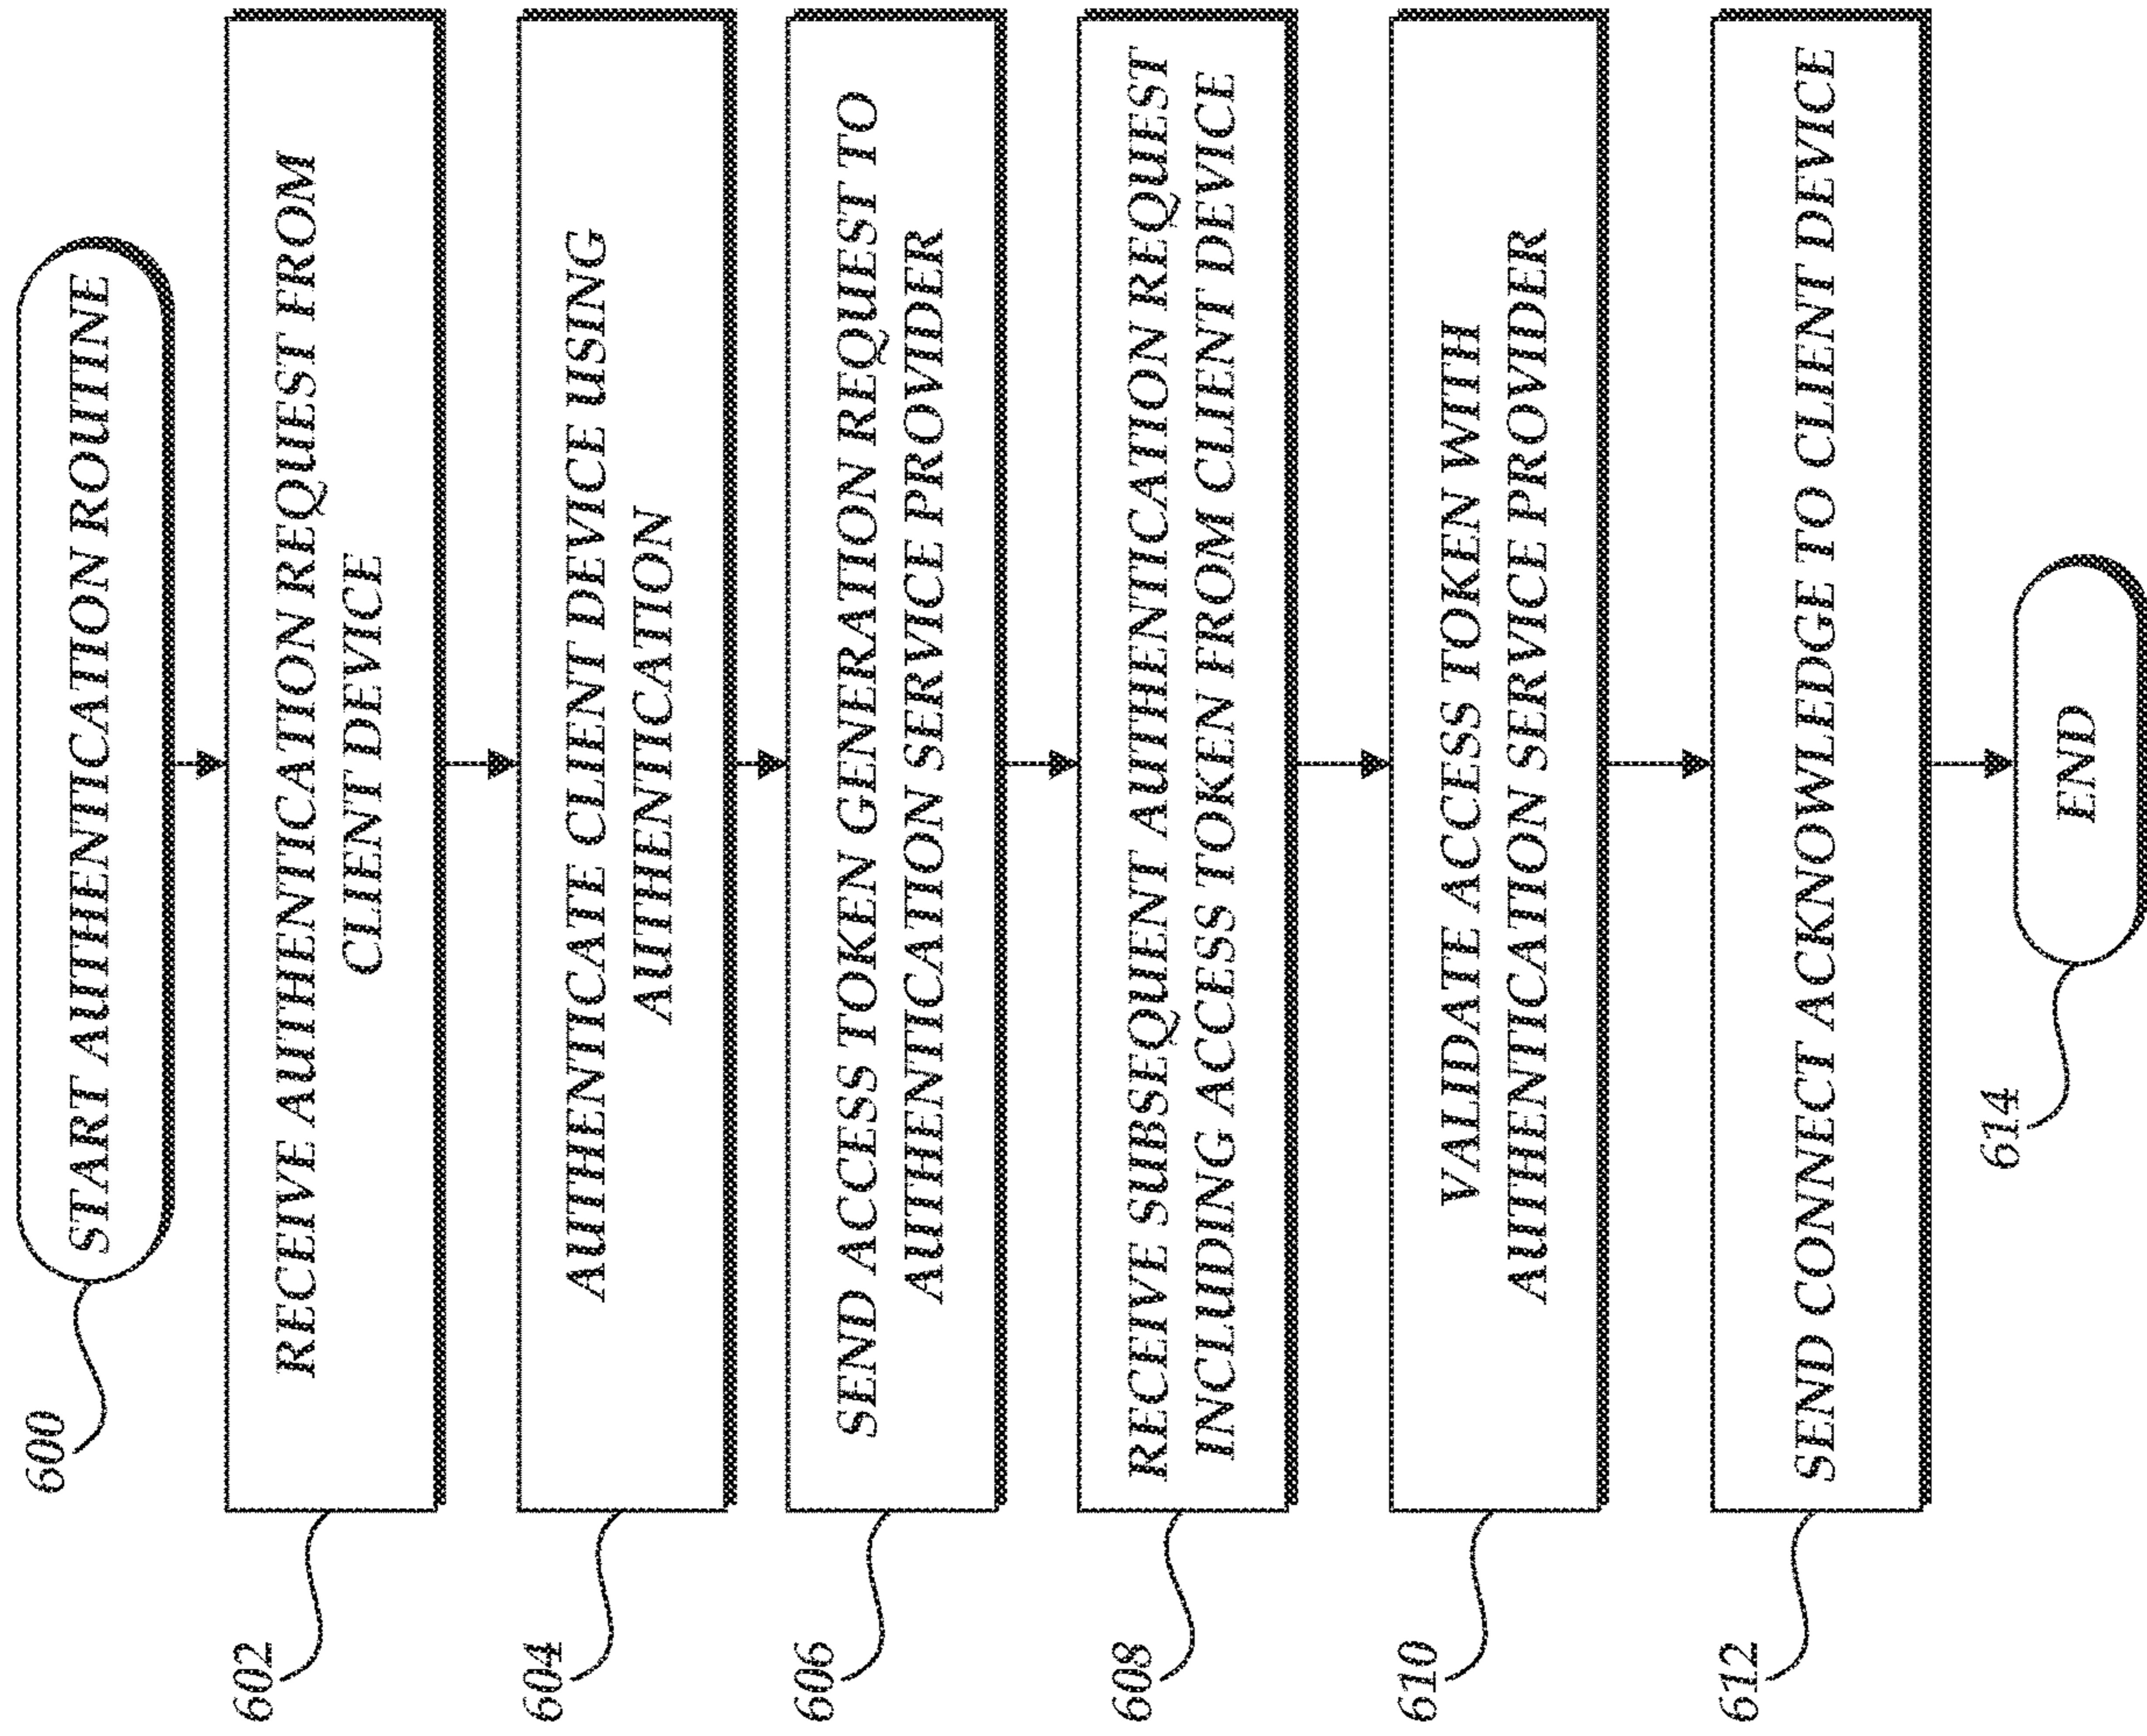 600
START AUTHENTICATION ROUTINE
602
RECEIVE AUTHENTICATION REQUEST FROM
CLIENT DEVICE
604
AUTHENTICATE CLIENT DEVICE USING
AUTHENTICATION
606
SEND ACCESS TOKEN GENERATION REQUEST TO
AUTHENTICATION SERVICE PROVIDER
608
RECEIVE SUBSEQUENT AUTHENTICATION REQUEST
INCLUDING ACCESS TOKEN FROM CLIENT DEVICE
610
VALIDATE ACCESS TOKEN WITH
AUTHENTICATION SERVICE PROVIDER
612
SEND CONNECT ACKNOWLEDGE TO CLIENT DEVICE
614
END